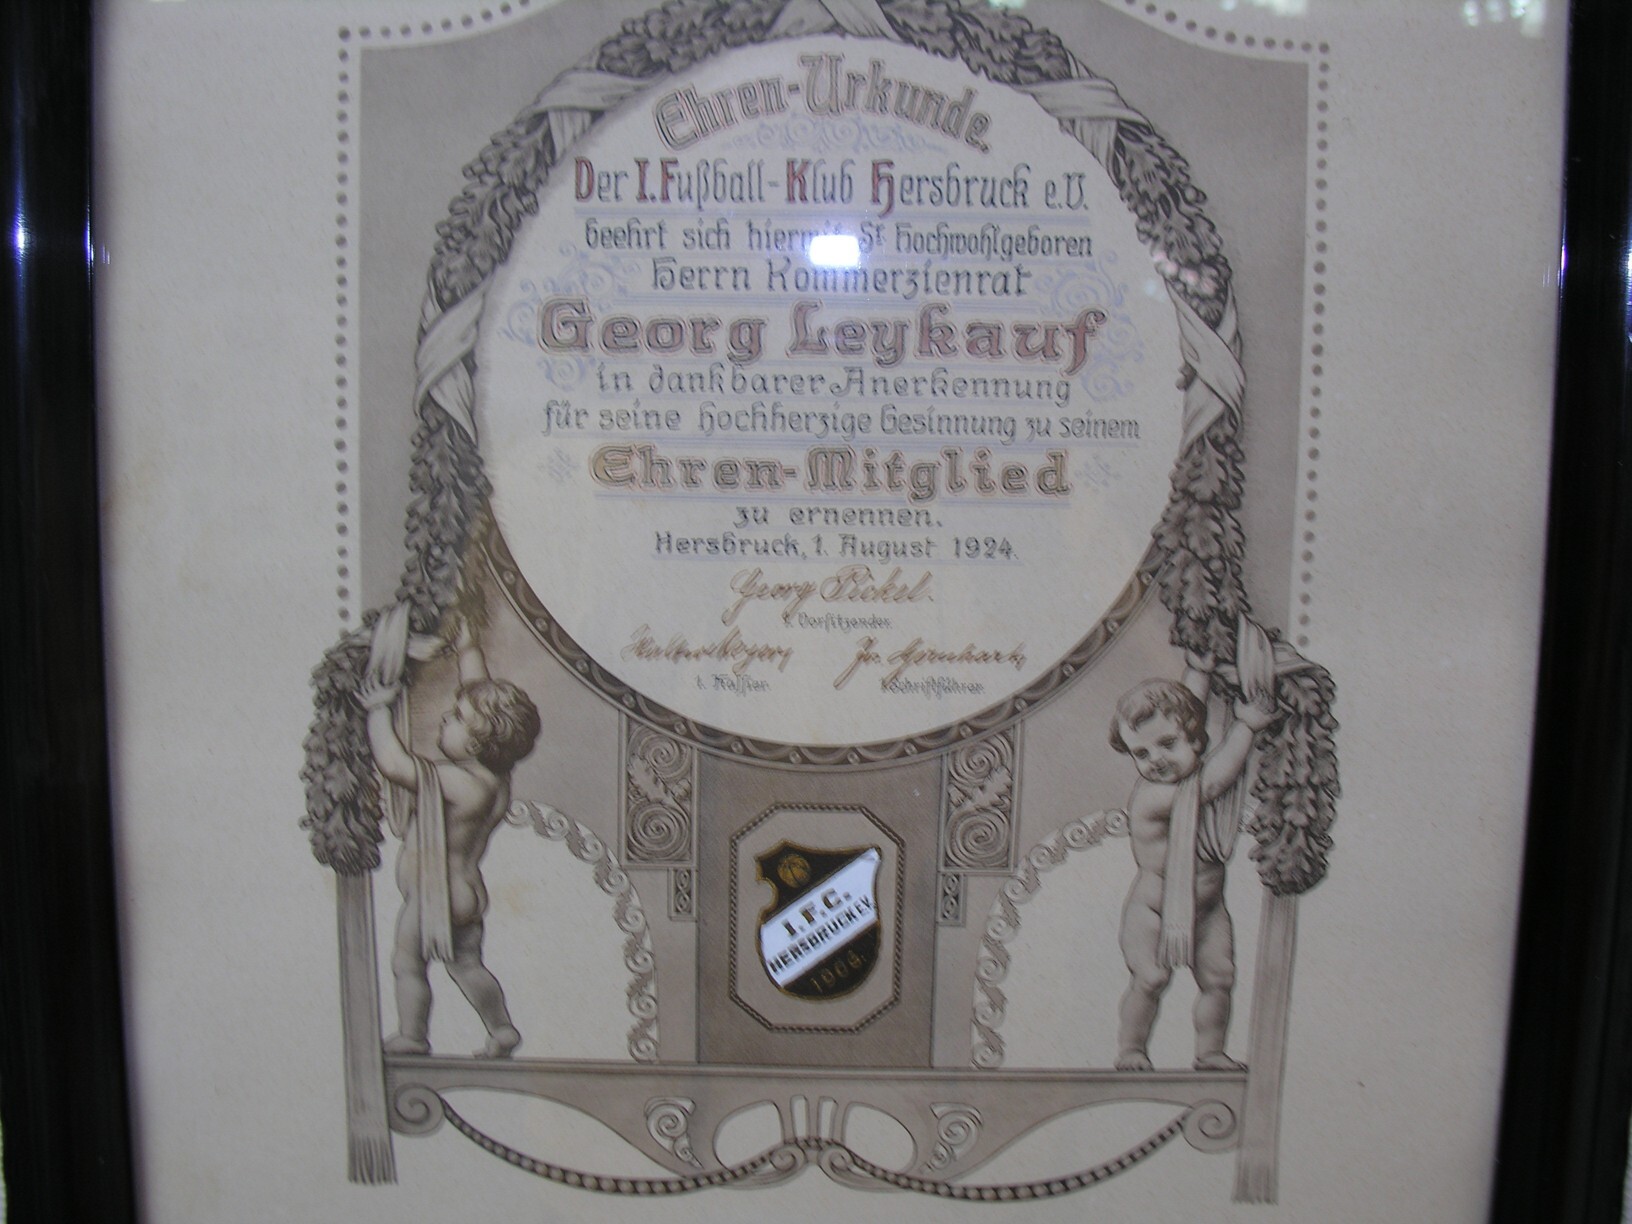 Ehren-Urkunde
Der I. Fußball-Klub Hersbruck e.V.
beehrt sich hiermit Sr. Hochwohlgeboren
Herrn Kommerzienrat
Georg Leykauf
in dankbarer Anerkennung
für seine hochherzige Gesinnung zu seinem
Ehren-Mitglied
zu ernennen.
Hersbruck, 1. August 1924.
Georg Pickel.
1. Vorsitzender.
1. Kassier.
Schriftführer.
I. F. C.
HERSBRUCK E.V.